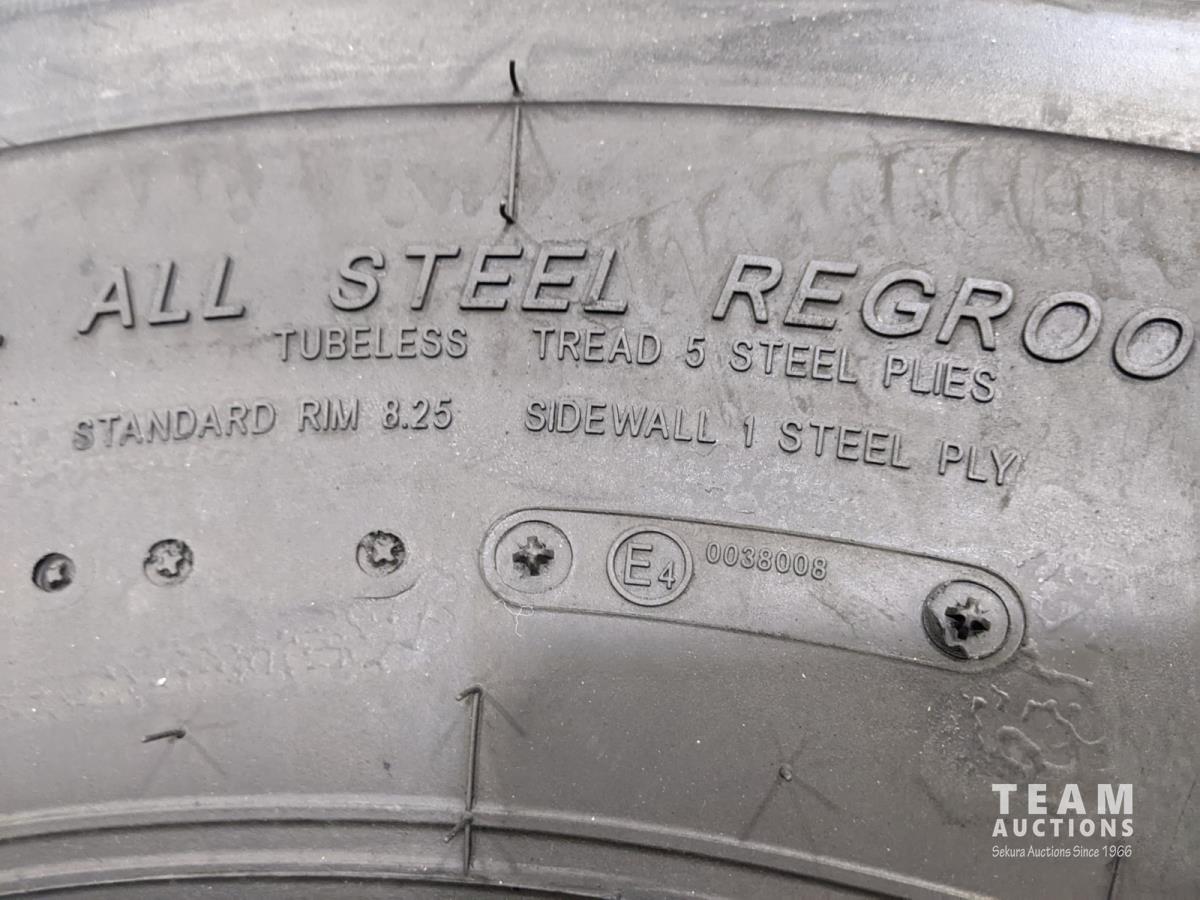 ALL STEEL REGROO
TUBELESS TREAD 5 STEEL PLIES
STANDARD RIM 8.25 SIDEWALL 1 STEEL PLY
E4 0038008
TEAM
AUCTIONS
Sekura Auctions Since 1966